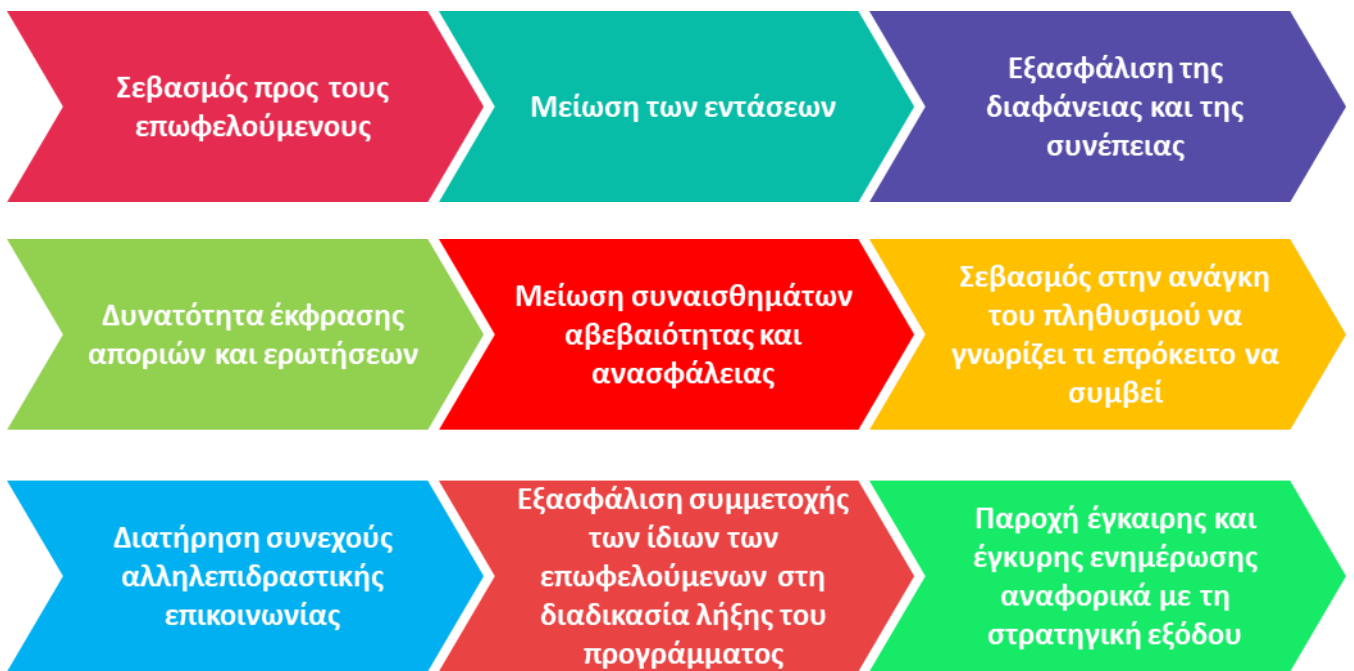 Σεβασμός προς τους
επωφελούμενους
Μείωση των εντάσεων
Εξασφάλιση της
διαφάνειας και της
συνέπειας
Δυνατότητα έκφρασης
αποριών και ερωτήσεων
Μείωση συναισθημάτων
αβεβαιότητας και
ανασφάλειας
Σεβασμός στην ανάγκη
του πληθυσμού να
γνωρίζει τι επρόκειτο να
συμβεί
Διατήρηση συνεχούς
αλληλεπιδραστικής
επικοινωνίας
Εξασφάλιση συμμετοχής
των ίδιων των
επωφελούμενων στη
διαδικασία λήξης του
προγράμματος
Παροχή έγκαιρης και
έγκυρης ενημέρωσης
αναφορικά με τη
στρατηγική εξόδου